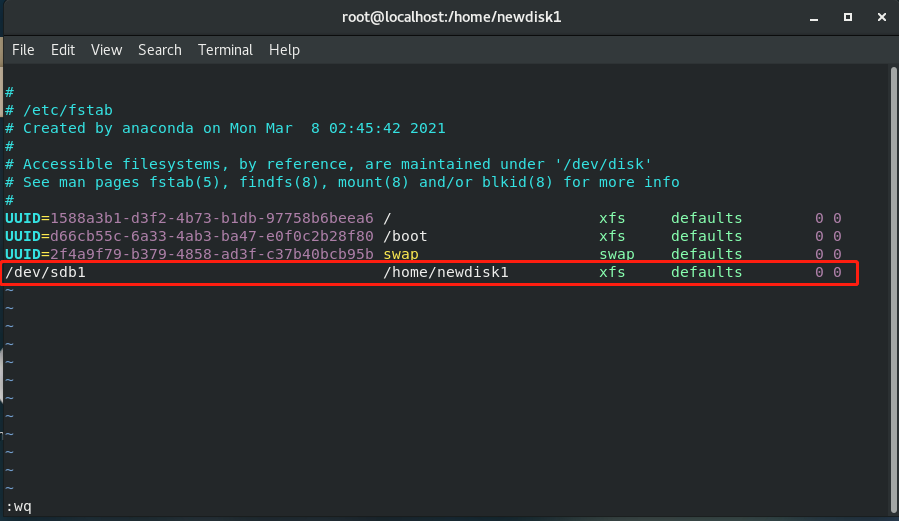 root@localhost:/home/newdisk1
File Edit View Search Terminal Help
#
# /etc/fstab
# Created by anaconda on Mon Mar  8 02:45:42 2021
#
# Accessible filesystems, by reference, are maintained under '/dev/disk'
# See man pages fstab(5), findfs(8), mount(8) and/or blkid(8) for more info
#
UUID=1588a3b1-d3f2-4b73-b1db-97758b6beea6 /                       xfs     defaults        0 0
UUID=d66cb55c-6a33-4ab3-ba47-e0f0c2b28f80 /boot                   xfs     defaults        0 0
UUID=2f4a9f79-b379-4858-ad3f-c37b40bcb95b swap                    swap    defaults        0 0
/dev/sdb1                                 /home/newdisk1          xfs     defaults        0 0
~
~
~
~
~
~
~
~
~
~
~
~
:wq